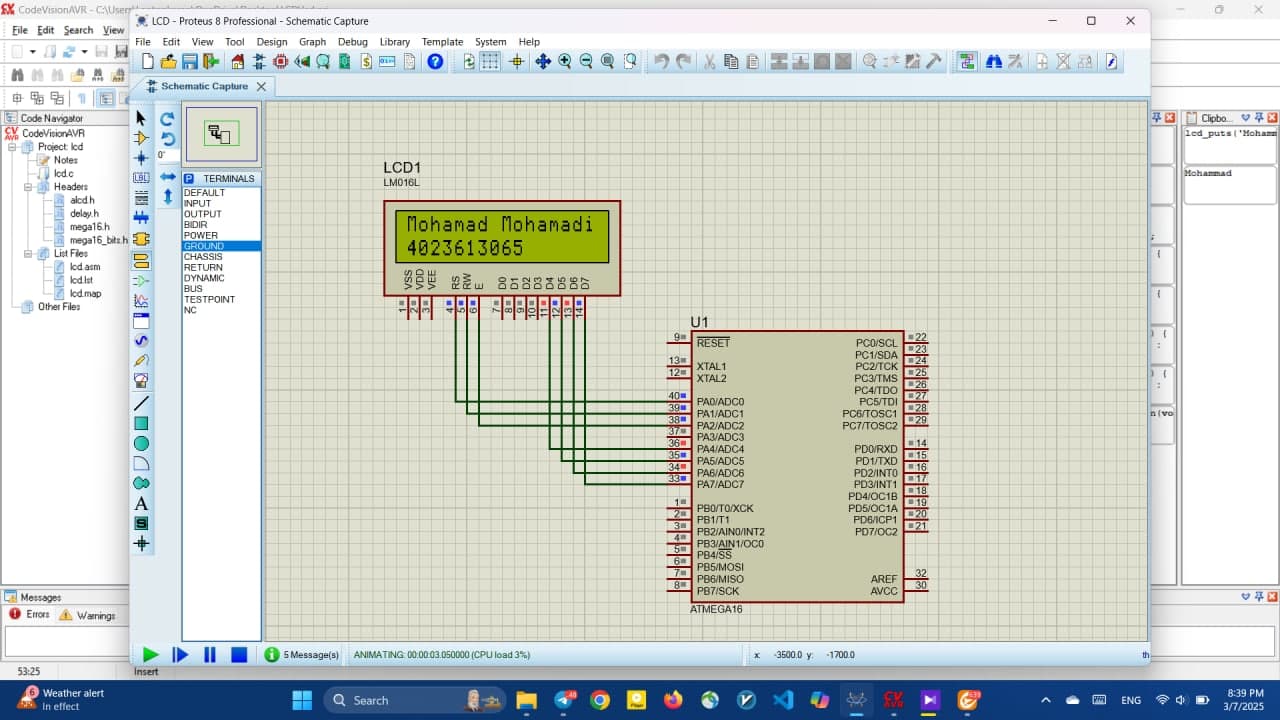 CodeVisionAVR - C:\Users
LCD - Proteus 8 Professional - Schematic Capture
File Edit Search View
File Edit View Tool Design Graph Debug Library Template System Help
Schematic Capture
Code Navigator
CodeVisionAVR
Project: lcd
Notes
lcd.c
Headers
alcd.h
delay.h
mega16.h
mega16_bits.h
List Files
lcd.asm
lcd.lst
lcd.map
Other Files
0°
LBL
A
S
P TERMINALS
DEFAULT
INPUT
OUTPUT
BIDIR
POWER
GROUND
CHASSIS
RETURN
DYNAMIC
BUS
TESTPOINT
NC
LCD1
LM016L
Mohamad Mohamadi
4023613065
VSS VDD VEE RS RW E D0 D1 D2 D3 D4 D5 D6 D7
1 2 3 4 5 6 7 8 9 10 11 12 13 14
U1
9 RESET
13 XTAL1
12 XTAL2
40 PA0/ADC0
39 PA1/ADC1
38 PA2/ADC2
37 PA3/ADC3
36 PA4/ADC4
35 PA5/ADC5
34 PA6/ADC6
33 PA7/ADC7
1 PB0/T0/XCK
2 PB1/T1
3 PB2/AIN0/INT2
4 PB3/AIN1/OC0
5 PB4/SS
6 PB5/MOSI
7 PB6/MISO
8 PB7/SCK
PC0/SCL 22
PC1/SDA 23
PC2/TCK 24
PC3/TMS 25
PC4/TDO 26
PC5/TDI 27
PC6/TOSC1 28
PC7/TOSC2 29
PD0/RXD 14
PD1/TXD 15
PD2/INT0 16
PD3/INT1 17
PD4/OC1B 18
PD5/OC1A 19
PD6/ICP1 20
PD7/OC2 21
AREF 32
AVCC 30
ATMEGA16
Clipbo...
lcd_puts('Mohamm
Mohammad
Messages
Errors Warnings
5 Message(s) ANIMATING: 00:00:03.050000 (CPU load 3%) x: -3500.0 y: -1700.0 th
53:25 Insert
6 Weather alert
In effect
Search
ENG
8:39 PM
3/7/2025